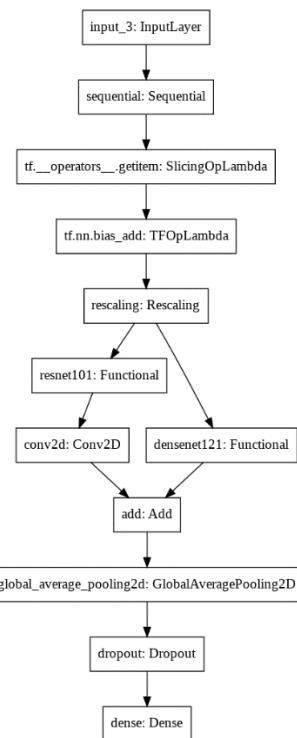 input_3: InputLayer
sequential: Sequential
tf.__operators__.getitem: SlicingOpLambda
tf.nn.bias_add: TFOpLambda
rescaling: Rescaling
resnet101: Functional
conv2d: Conv2D
densenet121: Functional
add: Add
global_average_pooling2d: GlobalAveragePooling2D
dropout: Dropout
dense: Dense